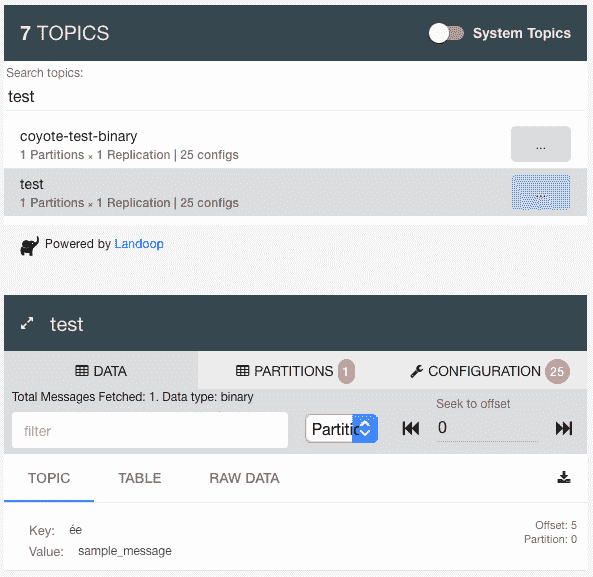 7 TOPICS
System Topics
Search topics:
test
coyote-test-binary
1 Partitions × 1 Replication | 25 configs
...
test
1 Partitions × 1 Replication | 25 configs
...
Powered by Landoop
test
DATA
PARTITIONS 1
CONFIGURATION 25
Total Messages Fetched: 1. Data type: binary
Seek to offset
filter
Partitic
0
TOPIC
TABLE
RAW DATA
Key: ée
Offset: 5
Value: sample_message
Partition: 0